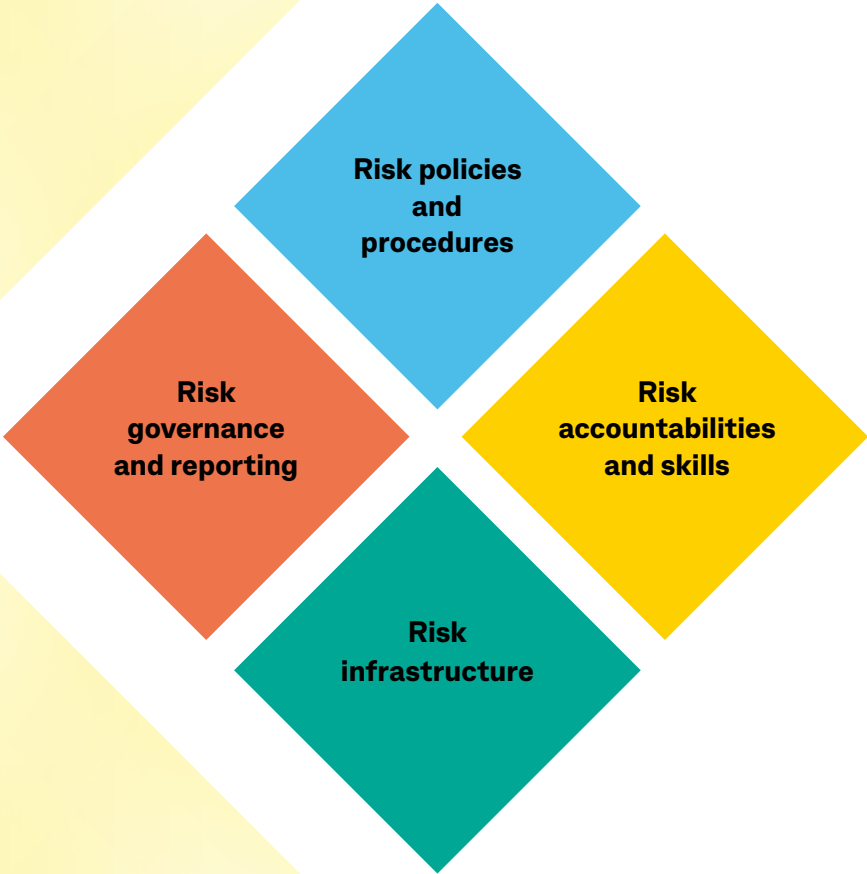 Risk policies
and
procedures
Risk
governance
and reporting
Risk
accountabilities
and skills
Risk
infrastructure